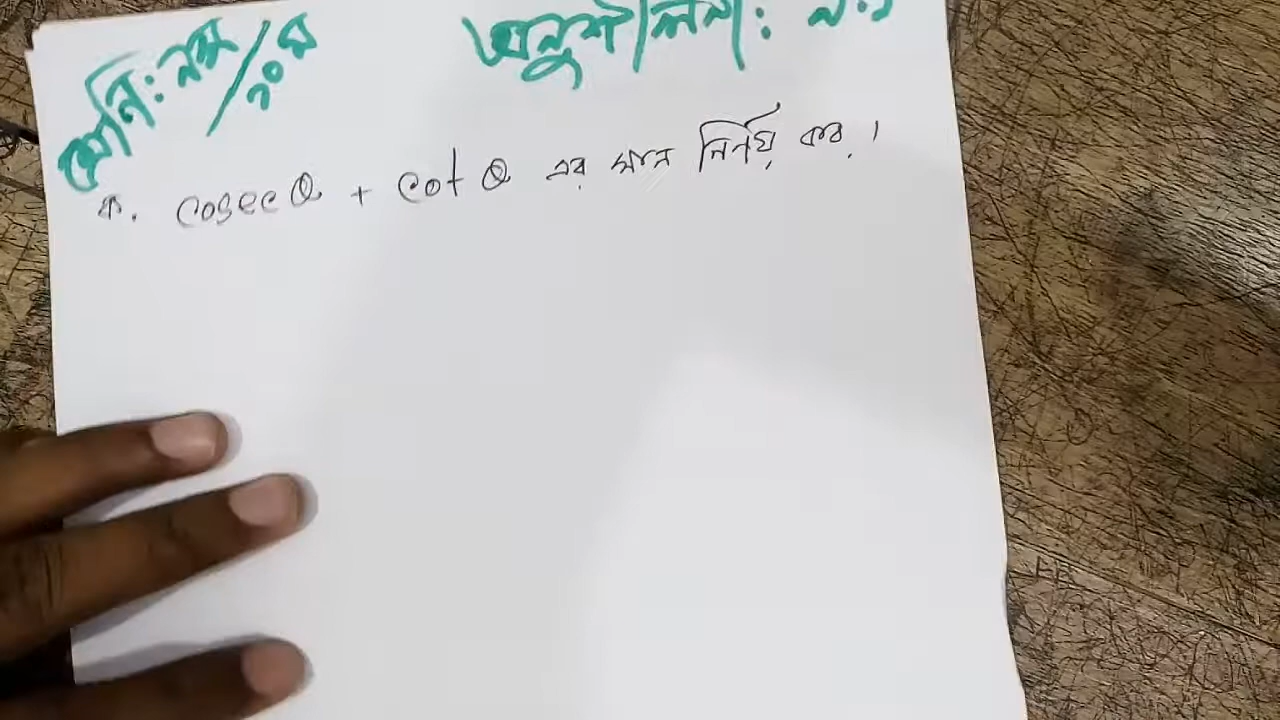 শ্রেণি: নবম/১০ম
অনুশীলনী: ৯.১
ক. cosec θ + cot θ এর মান নির্ণয় কর।